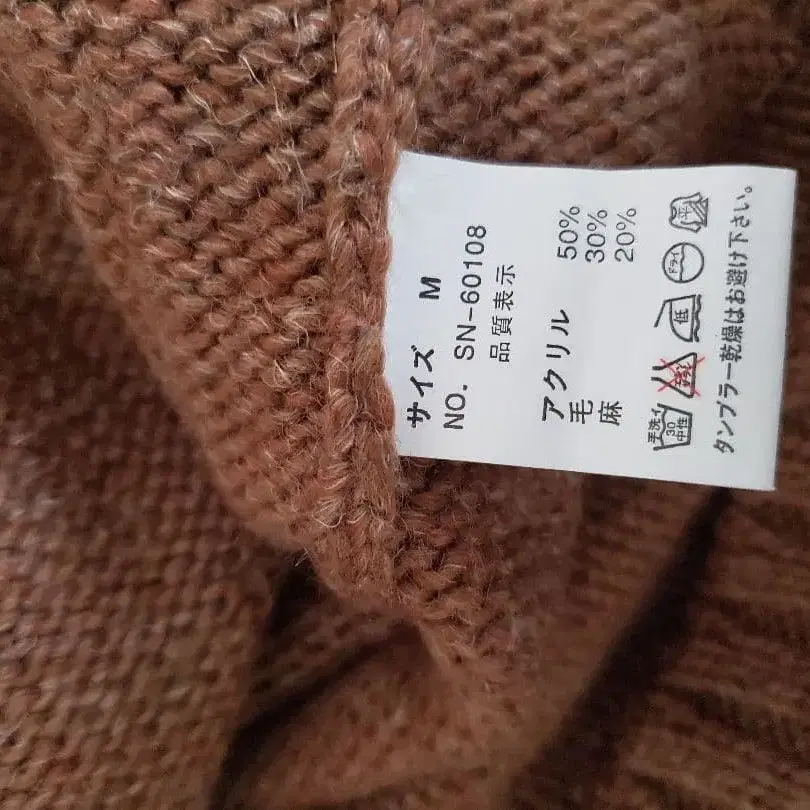 サイズ M
NO. SN-60108
品質表示
アクリル 50%
毛 30%
麻 20%
手洗イ
30
中性
低
ドライ
平
タンブラー乾燥はお避け下さい。